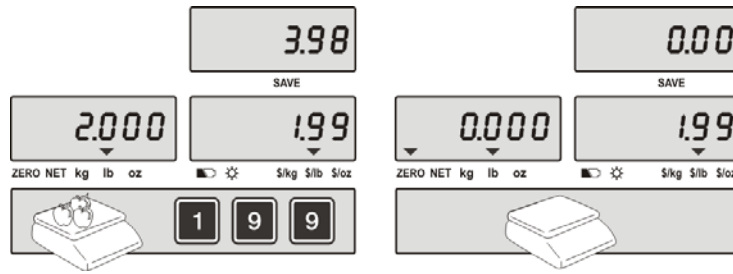 3.98
SAVE
2.000
1.99
ZERO NET kg lb oz
$/kg $/lb $/oz
1 9 9
0.00
SAVE
0.000
1.99
ZERO NET kg lb oz
$/kg $/lb $/oz